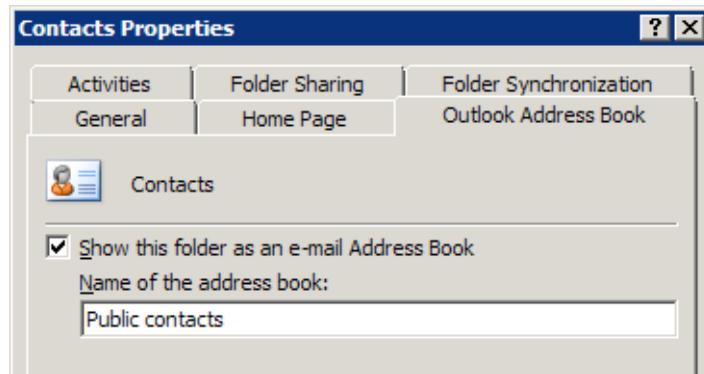 Contacts Properties
Activities Folder Sharing Folder Synchronization
General Home Page Outlook Address Book
Contacts
Show this folder as an e-mail Address Book
Name of the address book:
Public contacts